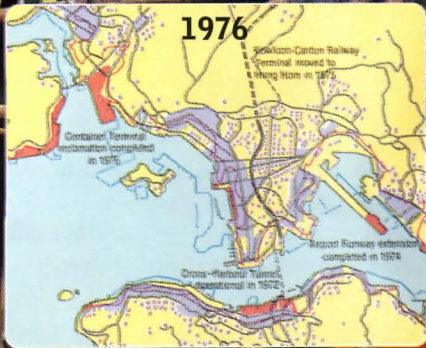 1976
Kowloon-Canton Railway
Terminal moved to
Hung Hom in 1975
Container Terminal
reclamation completed
in 1976
Airport Runway extension
completed in 1974
Cross-Harbour Tunnel
operational in 1972